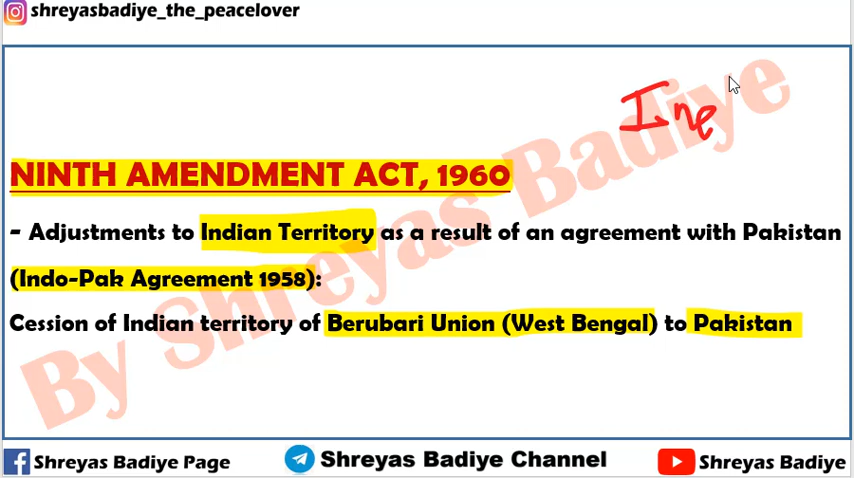 shreyasbadiye_the_peacelover
Ine
NINTH AMENDMENT ACT, 1960
- Adjustments to Indian Territory as a result of an agreement with Pakistan
(Indo-Pak Agreement 1958):
Cession of Indian territory of Berubari Union (West Bengal) to Pakistan
By Shreyas Badiye
Shreyas Badiye Page
Shreyas Badiye Channel
Shreyas Badiye